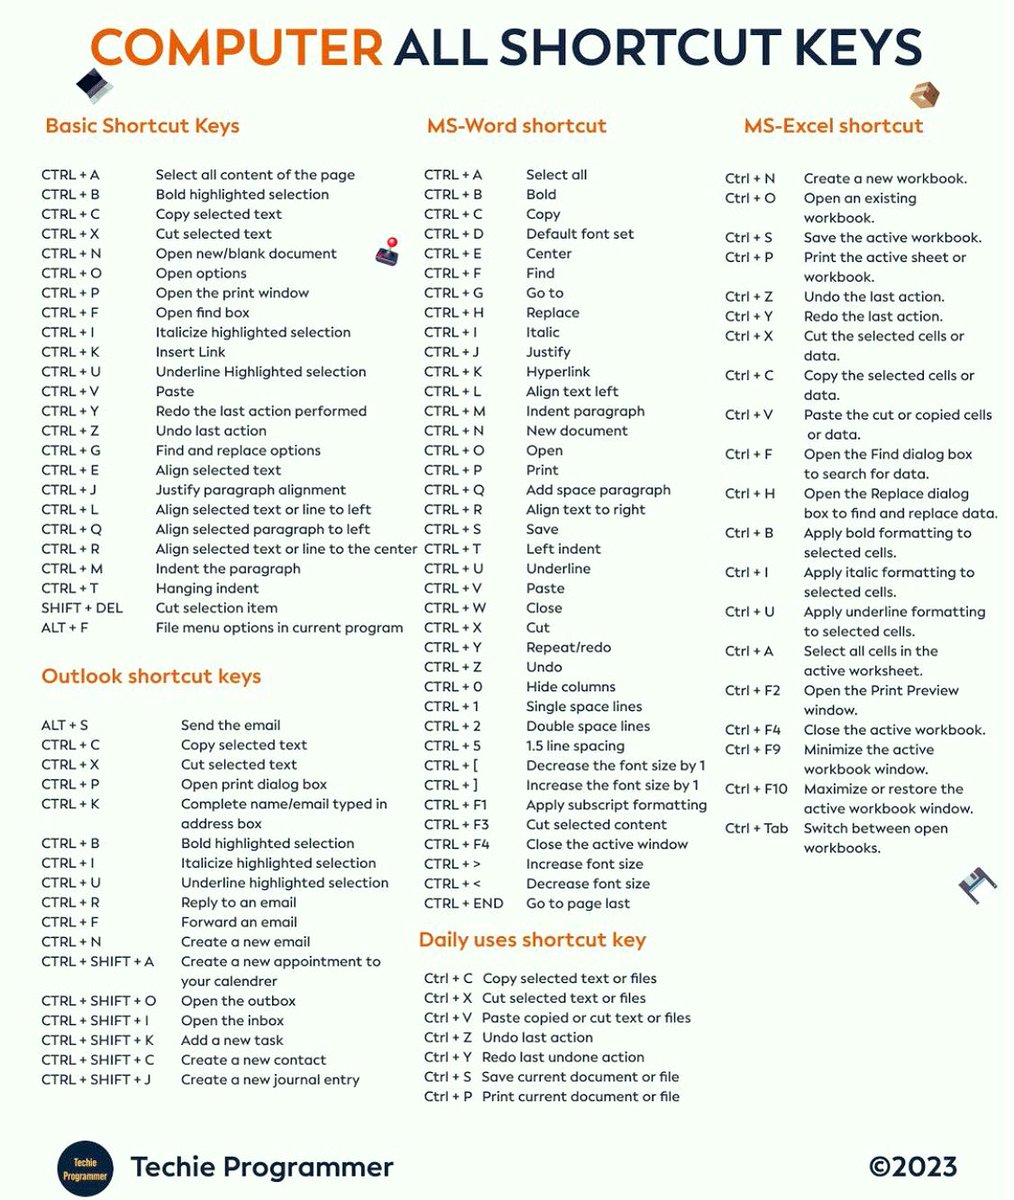 COMPUTER ALL SHORTCUT KEYS
Basic Shortcut Keys
CTRL + A Select all content of the page
CTRL + B Bold highlighted selection
CTRL + C Copy selected text
CTRL + X Cut selected text
CTRL + N Open new/blank document
CTRL + O Open options
CTRL + P Open the print window
CTRL + F Open find box
CTRL + I Italicize highlighted selection
CTRL + K Insert Link
CTRL + U Underline Highlighted selection
CTRL + V Paste
CTRL + Y Redo the last action performed
CTRL + Z Undo last action
CTRL + G Find and replace options
CTRL + E Align selected text
CTRL + J Justify paragraph alignment
CTRL + L Align selected text or line to left
CTRL + Q Align selected paragraph to left
CTRL + R Align selected text or line to the center
CTRL + M Indent the paragraph
CTRL + T Hanging indent
SHIFT + DEL Cut selection item
ALT + F File menu options in current program
Outlook shortcut keys
ALT + S Send the email
CTRL + C Copy selected text
CTRL + X Cut selected text
CTRL + P Open print dialog box
CTRL + K Complete name/email typed in
address box
CTRL + B Bold highlighted selection
CTRL + I Italicize highlighted selection
CTRL + U Underline highlighted selection
CTRL + R Reply to an email
CTRL + F Forward an email
CTRL + N Create a new email
CTRL + SHIFT + A Create a new appointment to
your calendrer
CTRL + SHIFT + O Open the outbox
CTRL + SHIFT + I Open the inbox
CTRL + SHIFT + K Add a new task
CTRL + SHIFT + C Create a new contact
CTRL + SHIFT + J Create a new journal entry
MS-Word shortcut
CTRL + A Select all
CTRL + B Bold
CTRL + C Copy
CTRL + D Default font set
CTRL + E Center
CTRL + F Find
CTRL + G Go to
CTRL + H Replace
CTRL + I Italic
CTRL + J Justify
CTRL + K Hyperlink
CTRL + L Align text left
CTRL + M Indent paragraph
CTRL + N New document
CTRL + O Open
CTRL + P Print
CTRL + Q Add space paragraph
CTRL + R Align text to right
CTRL + S Save
CTRL + T Left indent
CTRL + U Underline
CTRL + V Paste
CTRL + W Close
CTRL + X Cut
CTRL + Y Repeat/redo
CTRL + Z Undo
CTRL + 0 Hide columns
CTRL + 1 Single space lines
CTRL + 2 Double space lines
CTRL + 5 1.5 line spacing
CTRL + [ Decrease the font size by 1
CTRL + ] Increase the font size by 1
CTRL + F1 Apply subscript formatting
CTRL + F3 Cut selected content
CTRL + F4 Close the active window
CTRL + > Increase font size
CTRL + < Decrease font size
CTRL + END Go to page last
Daily uses shortcut key
Ctrl + C Copy selected text or files
Ctrl + X Cut selected text or files
Ctrl + V Paste copied or cut text or files
Ctrl + Z Undo last action
Ctrl + Y Redo last undone action
Ctrl + S Save current document or file
Ctrl + P Print current document or file
MS-Excel shortcut
Ctrl + N Create a new workbook.
Ctrl + O Open an existing
workbook.
Ctrl + S Save the active workbook.
Ctrl + P Print the active sheet or
workbook.
Ctrl + Z Undo the last action.
Ctrl + Y Redo the last action.
Ctrl + X Cut the selected cells or
data.
Ctrl + C Copy the selected cells or
data.
Ctrl + V Paste the cut or copied cells
or data.
Ctrl + F Open the Find dialog box
to search for data.
Ctrl + H Open the Replace dialog
box to find and replace data.
Ctrl + B Apply bold formatting to
selected cells.
Ctrl + I Apply italic formatting to
selected cells.
Ctrl + U Apply underline formatting
to selected cells.
Ctrl + A Select all cells in the
active worksheet.
Ctrl + F2 Open the Print Preview
window.
Ctrl + F4 Close the active workbook.
Ctrl + F9 Minimize the active
workbook window.
Ctrl + F10 Maximize or restore the
active workbook window.
Ctrl + Tab Switch between open
workbooks.
Techie
Programmer
Techie Programmer
©2023